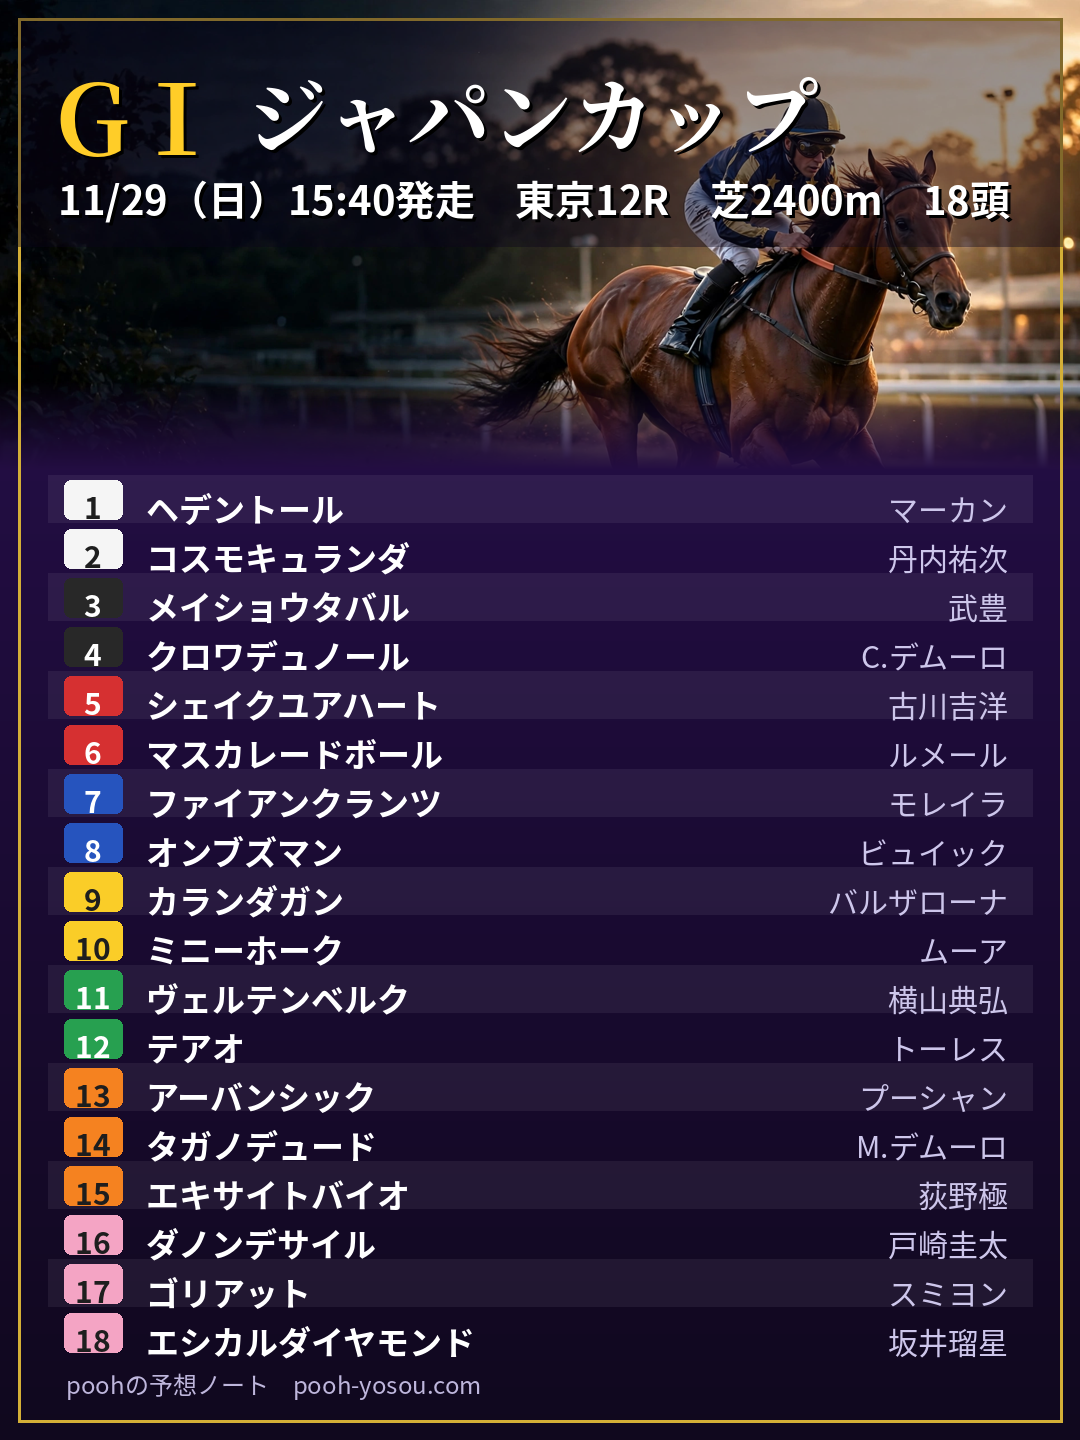 GI ジャパンカップ
11/29（日）15:40発走　東京12R　芝2400m　18頭
1 ヘデントール マーカン
2 コスモキュランダ 丹内祐次
3 メイショウタバル 武豊
4 クロワデュノール C.デムーロ
5 シェイクユアハート 古川吉洋
6 マスカレードボール ルメール
7 ファイアンクランツ モレイラ
8 オンブズマン ビュイック
9 カランダガン バルザローナ
10 ミニーホーク ムーア
11 ヴェルテンベルク 横山典弘
12 テアオ トーレス
13 アーバンシック プーシャン
14 タガノデュード M.デムーロ
15 エキサイトバイオ 荻野極
16 ダノンデサイル 戸崎圭太
17 ゴリアット スミヨン
18 エシカルダイヤモンド 坂井瑠星
poohの予想ノート　pooh-yosou.com